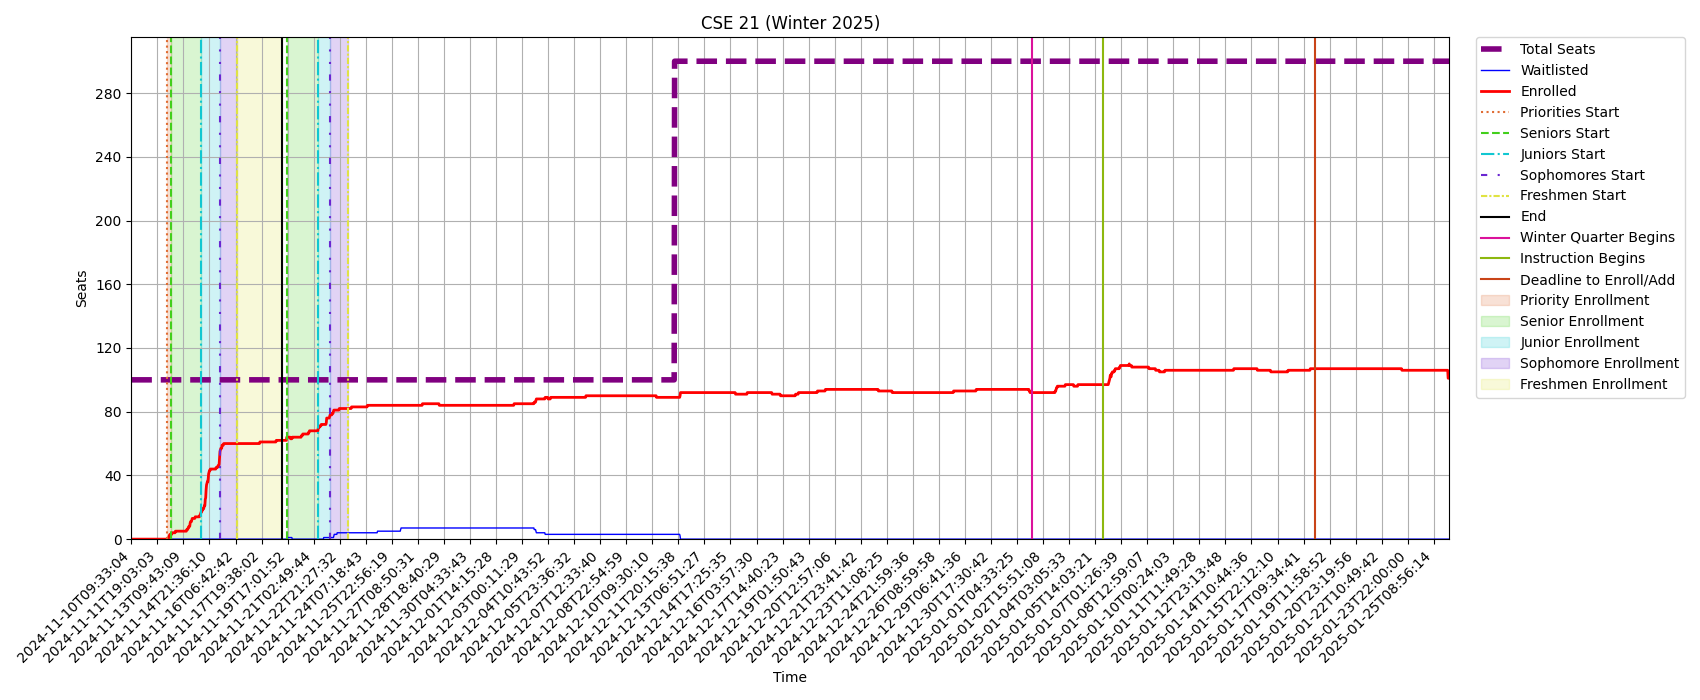 CSE 21 (Winter 2025)
Seats
280
240
200
160
120
80
40
0
2024-11-10T09:33:04
2024-11-11T19:03:03
2024-11-13T09:43:09
2024-11-14T21:36:10
2024-11-16T06:42:42
2024-11-17T19:38:02
2024-11-19T17:01:52
2024-11-21T02:49:44
2024-11-22T21:27:32
2024-11-24T07:18:43
2024-11-25T22:56:19
2024-11-27T08:50:31
2024-11-28T18:40:29
2024-11-30T04:33:43
2024-12-01T14:15:28
2024-12-03T00:11:29
2024-12-04T10:43:52
2024-12-05T23:36:32
2024-12-07T12:33:40
2024-12-08T22:54:59
2024-12-10T09:30:10
2024-12-11T20:15:38
2024-12-13T06:51:27
2024-12-14T17:25:35
2024-12-16T03:57:30
2024-12-17T14:40:23
2024-12-19T01:50:43
2024-12-20T12:57:06
2024-12-21T23:41:42
2024-12-23T11:08:25
2024-12-24T21:59:36
2024-12-26T08:59:58
2024-12-29T06:41:36
2024-12-30T17:30:42
2025-01-01T04:33:25
2025-01-02T15:51:08
2025-01-04T03:05:33
2025-01-05T14:03:21
2025-01-07T01:26:39
2025-01-08T12:59:07
2025-01-10T00:24:03
2025-01-11T11:49:28
2025-01-12T23:13:48
2025-01-14T10:44:36
2025-01-15T22:12:10
2025-01-17T09:34:41
2025-01-19T11:58:52
2025-01-20T23:19:56
2025-01-22T10:49:42
2025-01-23T22:00:00
2025-01-25T08:56:14
Time
Total Seats
Waitlisted
Enrolled
Priorities Start
Seniors Start
Juniors Start
Sophomores Start
Freshmen Start
End
Winter Quarter Begins
Instruction Begins
Deadline to Enroll/Add
Priority Enrollment
Senior Enrollment
Junior Enrollment
Sophomore Enrollment
Freshmen Enrollment